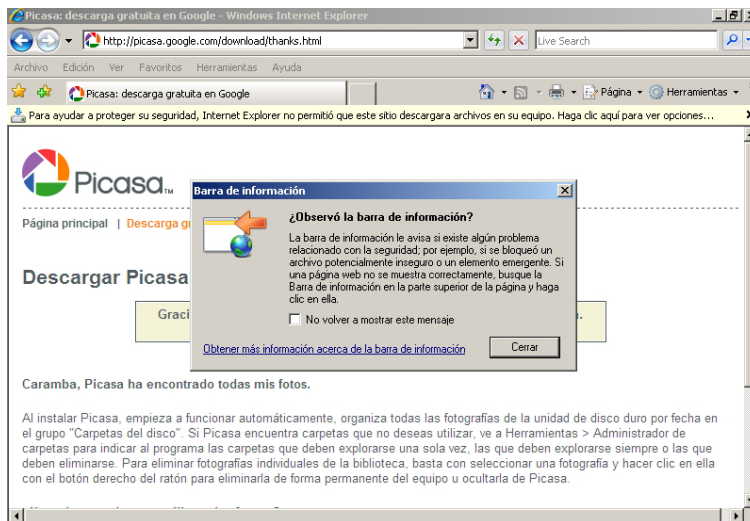 Picasa: descarga gratuita en Google - Windows Internet Explorer
http://picasa.google.com/download/thanks.html
Live Search
Archivo Edición Ver Favoritos Herramientas Ayuda
Picasa: descarga gratuita en Google
Página Herramientas
Para ayudar a proteger su seguridad, Internet Explorer no permitió que este sitio descargara archivos en su equipo. Haga clic aquí para ver opciones...
Picasa™
Página principal | Descarga g
Descargar Picasa
Graci
Barra de información
¿Observó la barra de información?
La barra de información le avisa si existe algún problema
relacionado con la seguridad; por ejemplo, si se bloqueó un
archivo potencialmente inseguro o un elemento emergente. Si
una página web no se muestra correctamente, busque la
Barra de información en la parte superior de la página y haga
clic en ella.
No volver a mostrar este mensaje
Obtener más información acerca de la barra de información
Cerrar
Caramba, Picasa ha encontrado todas mis fotos.
Al instalar Picasa, empieza a funcionar automáticamente, organiza todas las fotografías de la unidad de disco duro por fecha en
el grupo "Carpetas del disco". Si Picasa encuentra carpetas que no deseas utilizar, ve a Herramientas > Administrador de
carpetas para indicar al programa las carpetas que deben explorarse una sola vez, las que deben explorarse siempre o las que
deben eliminarse. Para eliminar fotografías individuales de la biblioteca, basta con seleccionar una fotografía y hacer clic en ella
con el botón derecho del ratón para eliminarla de forma permanente del equipo u ocultarla de Picasa.